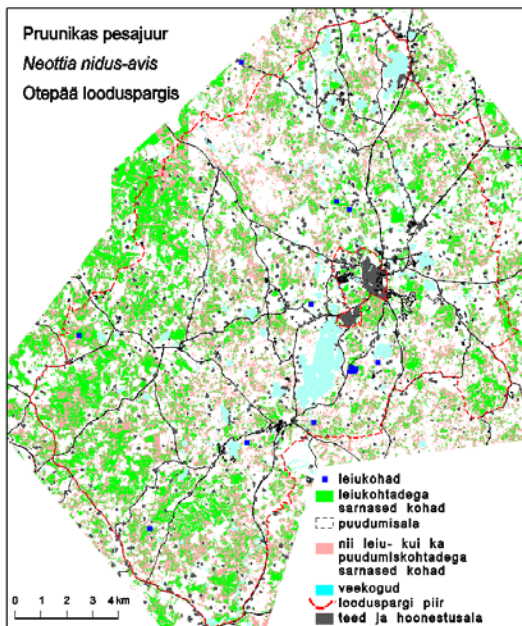 Pruunikas pesajuur
Neottia nidus-avis
Otepää looduspargis
leiukohad
leiukohtadega
sarnased kohad
puudumisala
nii leiu- kui ka
puudumiskohtadega
sarnased kohad
veekogud
looduspargi piir
teed ja hoonestusala
0 1 2 3 4 km